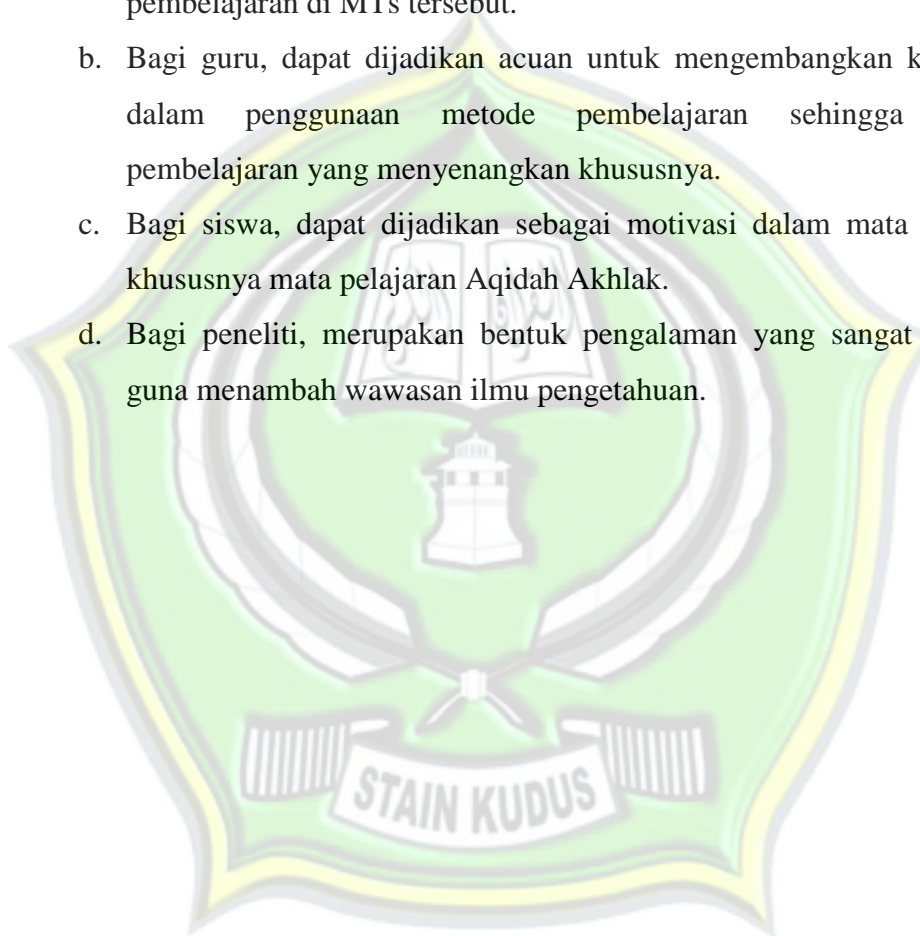 pembelajaran di MTs tersebut.
b. Bagi guru, dapat dijadikan acuan untuk mengembangkan
dalam penggunaan metode pembelajaran sehingga
pembelajaran yang menyenangkan khususnya.
c. Bagi siswa, dapat dijadikan sebagai motivasi dalam mata
khususnya mata pelajaran Aqidah Akhlak.
d. Bagi peneliti, merupakan bentuk pengalaman yang sangat
guna menambah wawasan ilmu pengetahuan.
STAIN KUDUS